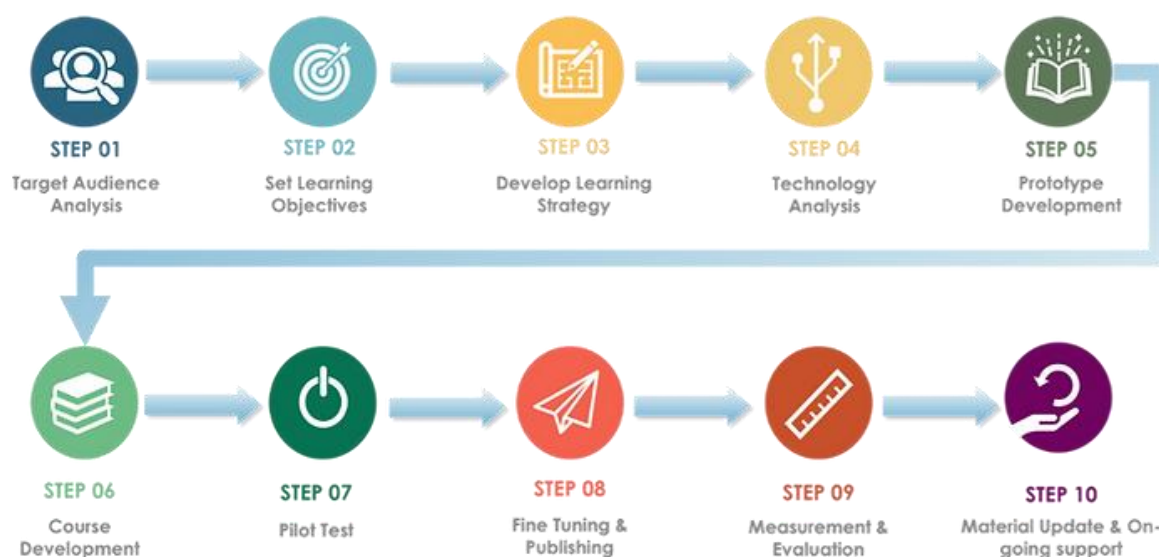 STEP 01
Target Audience
Analysis
STEP 02
Set Learning
Objectives
STEP 03
Develop Learning
Strategy
STEP 04
Technology
Analysis
STEP 05
Prototype
Development
STEP 06
Course
Development
STEP 07
Pilot Test
STEP 08
Fine Tuning &
Publishing
STEP 09
Measurement &
Evaluation
STEP 10
Material Update & On-
going support